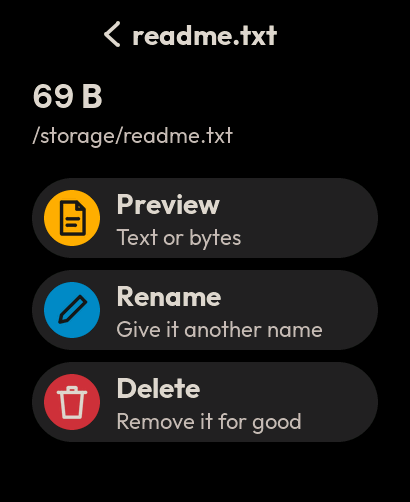 readme.txt
69 B
/storage/readme.txt
Preview
Text or bytes
Rename
Give it another name
Delete
Remove it for good